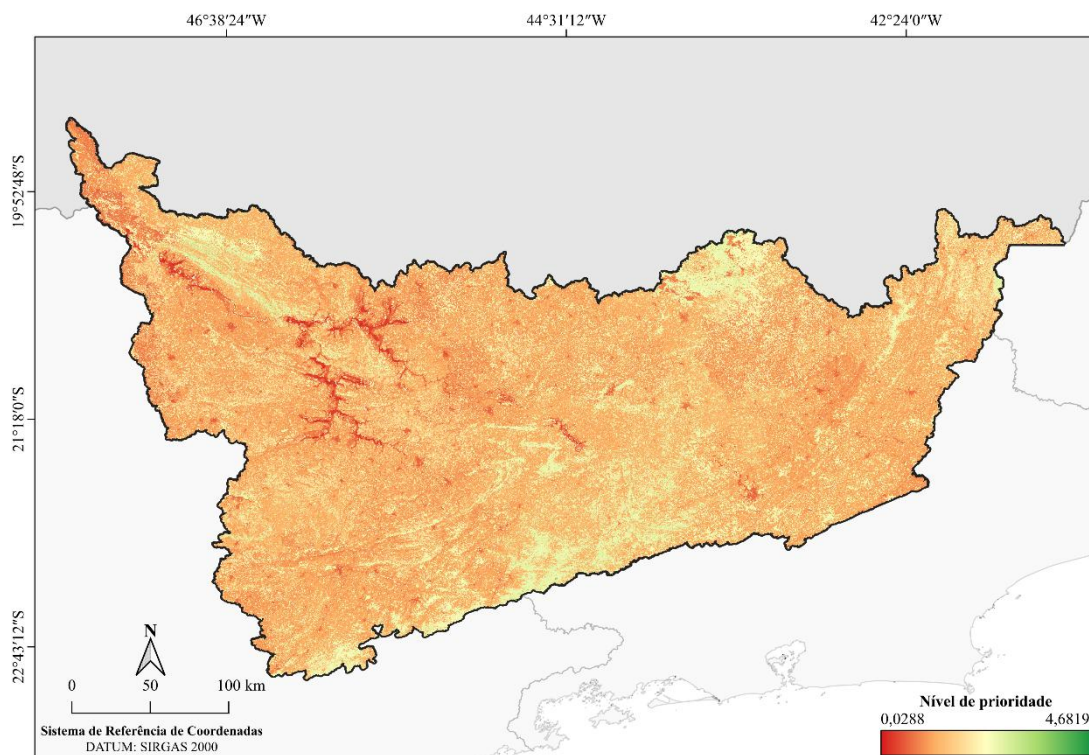 46°38′24″W 44°31′12″W 42°24′0″W
19°52′48″S
21°18′0″S
22°43′12″S
N
0 50 100 km
Sistema de Referência de Coordenadas
DATUM: SIRGAS 2000
Nível de prioridade
0,0288 4,6819